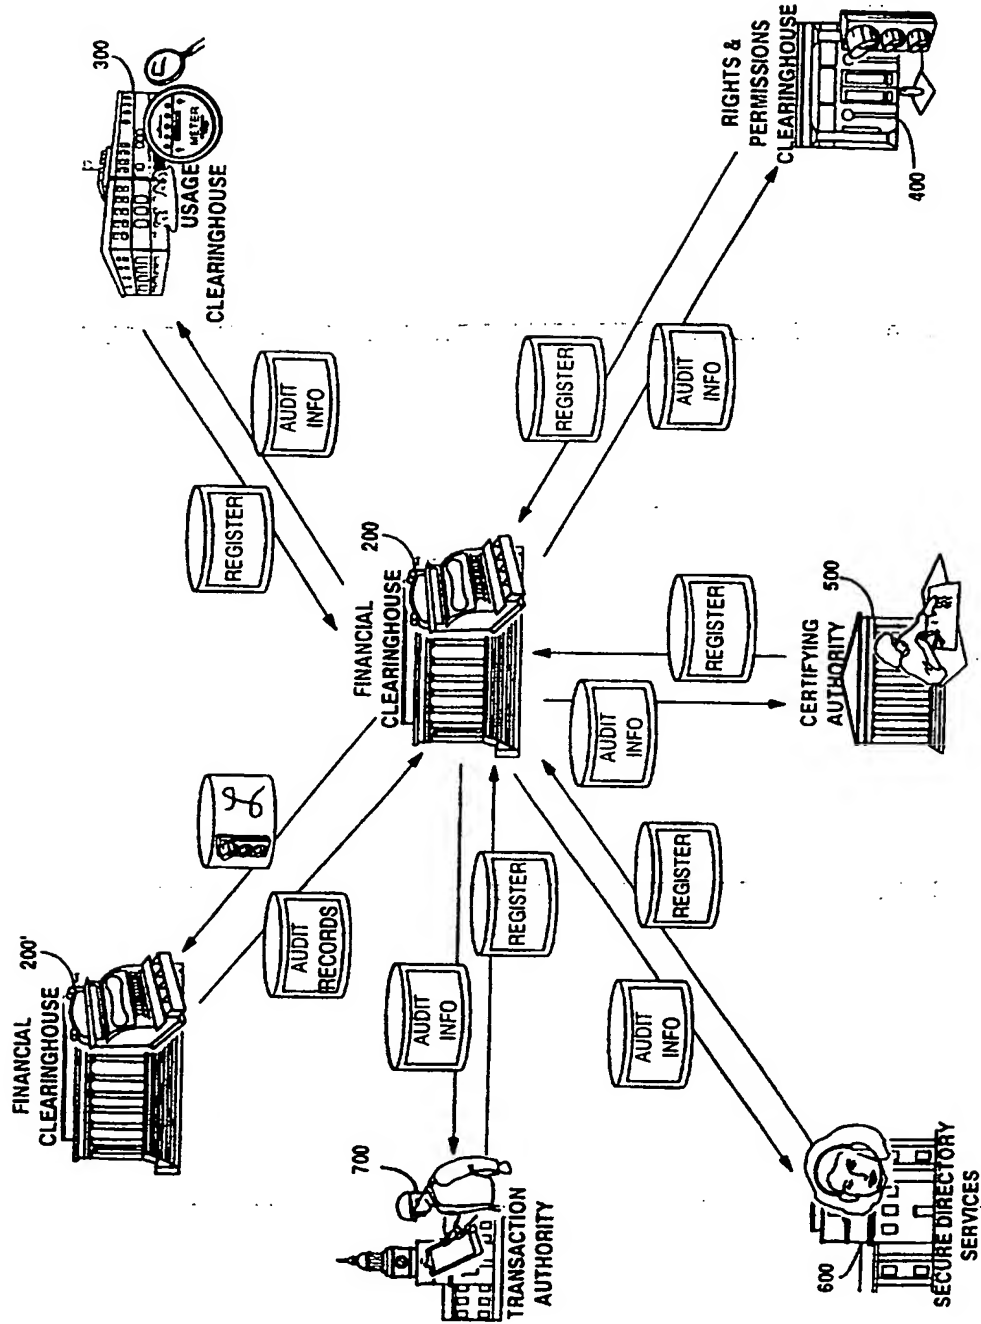 FINANCIAL
CLEARINGHOUSE
200'
AUDIT
RECORDS
FINANCIAL
CLEARINGHOUSE
200
REGISTER
AUDIT
INFO
300
METER
USAGE
CLEARINGHOUSE
TRANSACTION
AUTHORITY
700
AUDIT
INFO
REGISTER
REGISTER
AUDIT
INFO
RIGHTS &
PERMISSIONS
CLEARINGHOUSE
400
AUDIT
INFO
REGISTER
SECURE DIRECTORY
SERVICES
600
AUDIT
INFO
REGISTER
CERTIFYING
AUTHORITY
500